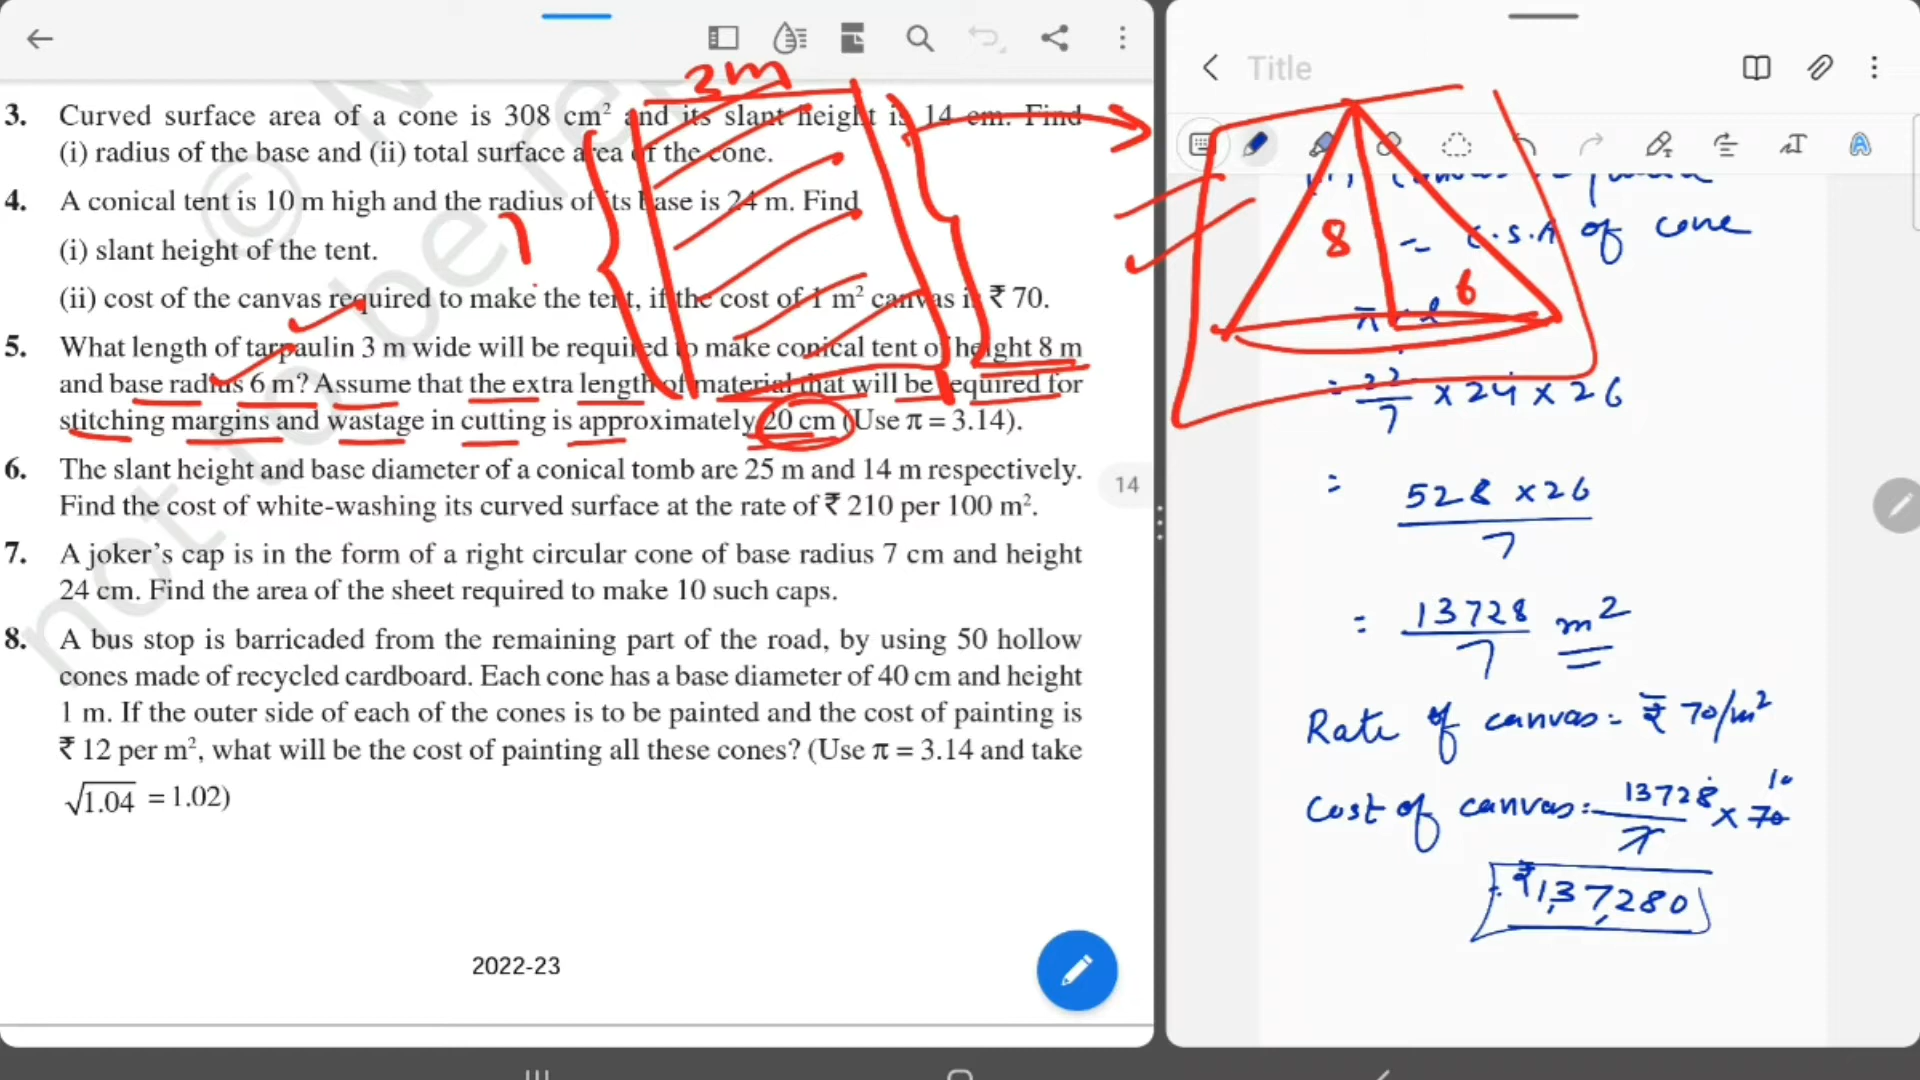 3m
3. Curved surface area of a cone is 308 cm² and its slant height is 14 cm. Find
(i) radius of the base and (ii) total surface area of the cone.
4. A conical tent is 10 m high and the radius of its base is 24 m. Find
(i) slant height of the tent.
(ii) cost of the canvas required to make the tent, if the cost of 1 m² canvas is ₹ 70.
5. What length of tarpaulin 3 m wide will be required to make conical tent of height 8 m
and base radius 6 m? Assume that the extra length of material that will be required for
stitching margins and wastage in cutting is approximately 20 cm (Use π = 3.14).
6. The slant height and base diameter of a conical tomb are 25 m and 14 m respectively.
Find the cost of white-washing its curved surface at the rate of ₹ 210 per 100 m².
7. A joker's cap is in the form of a right circular cone of base radius 7 cm and height
24 cm. Find the area of the sheet required to make 10 such caps.
8. A bus stop is barricaded from the remaining part of the road, by using 50 hollow
cones made of recycled cardboard. Each cone has a base diameter of 40 cm and height
1 m. If the outer side of each of the cones is to be painted and the cost of painting is
₹ 12 per m², what will be the cost of painting all these cones? (Use π = 3.14 and take
√1.04 = 1.02)
2022-23
14
not to be re
©
Title
= C.S.A of cone
8
6
π l
= 22/7 × 24 × 26
= 528 × 26 / 7
= 13728 / 7 m²
Rate of canvas = ₹ 70/m²
Cost of canvas = 13728 / 7 × 70 10
= ₹ 1,37,280